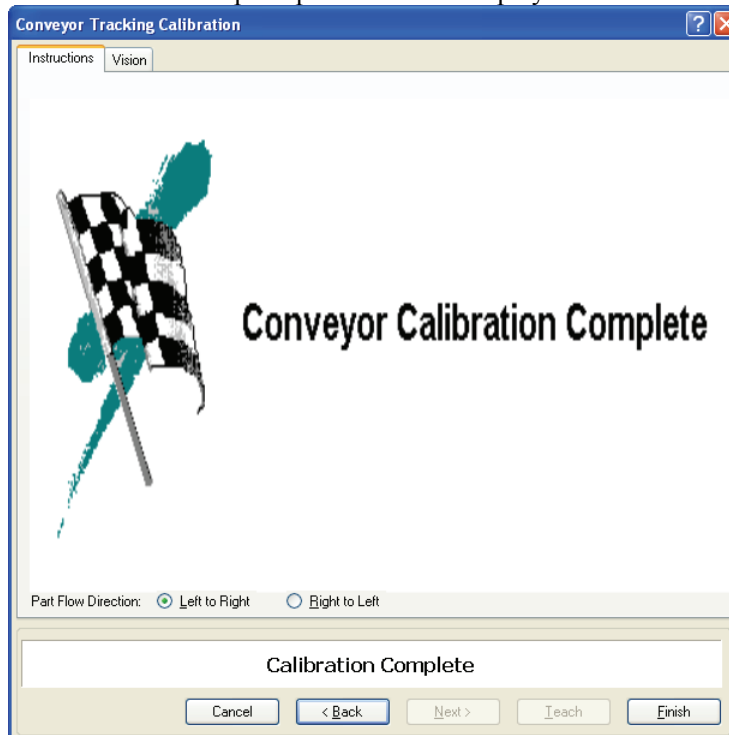 Conveyor Tracking Calibration
Instructions Vision
Conveyor Calibration Complete
Part Flow Direction: Left to Right Right to Left
Calibration Complete
Cancel < Back Next > Teach Finish